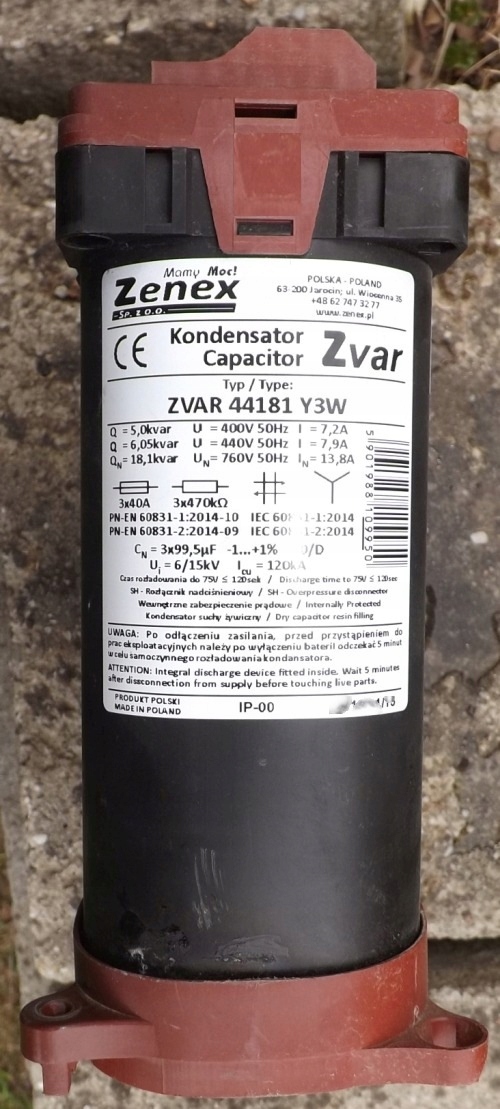 Mamy Moc!
Zenex
Sp. z o.o.
POLSKA - POLAND
63-200 Jarocin; ul. Wiosenna 35
+48 62 747 32 77
www.zenex.pl
CE Kondensator
Capacitor Zvar
Typ / Type:
ZVAR 44181 Y3W
Q = 5,0kvar U = 400V 50Hz I = 7,2A
Q = 6,05kvar U = 440V 50Hz I = 7,9A
QN= 18,1kvar UN= 760V 50Hz IN= 13,8A
5901988109950
3x40A 3x470kΩ
PN-EN 60831-1:2014-10 IEC -1:2014
PN-EN 60831-2:2014-09 IEC -2:2014
CN = 3x99,5µF -1...+1% /D
Ui = 6/15kV Icu = 120kA
Czas rozładowania do 75V ≤ 120sek / Discharge time to 75V ≤ 120sec
SH - Rozłącznik nadciśnieniowy / SH - Overpressure disconnector
Wewnętrzne zabezpieczenie prądowe / Internally Protected
Kondensator suchy żywiczny / Dry capacitor resin filling
UWAGA: Po odłączeniu zasilania, przed przystąpieniem do
prac eksploatacyjnych należy po wyłączeniu baterii odczekać 5 minut
w celu samoczynnego rozładowania kondensatora.
ATTENTION: Integral discharge device fitted inside. Wait 5 minutes
after disconnection from supply before touching live parts.
PRODUKT POLSKI
MADE IN POLAND
IP-00